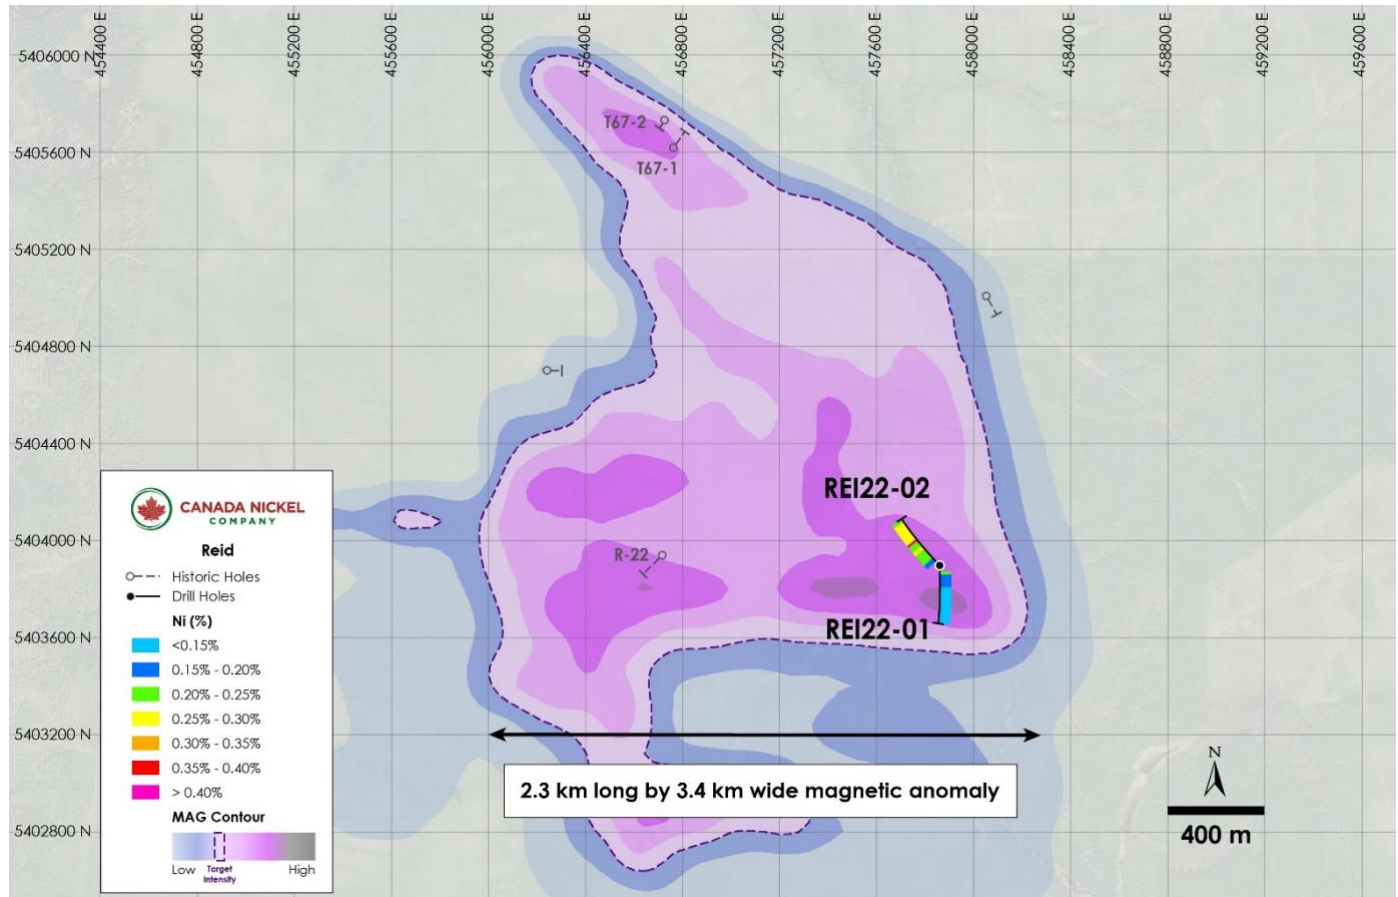 454400 E
454800 E
455200 E
455600 E
456000 E
456400 E
456800 E
457200 E
457600 E
458000 E
458400 E
458800 E
459200 E
459600 E
5406000 N
5405600 N
5405200 N
5404800 N
5404400 N
5404000 N
5403600 N
5403200 N
5402800 N
T67-2
T67-1
REI22-02
R-22
REI22-01
CANADA NICKEL
COMPANY
Reid
Historic Holes
Drill Holes
Ni (%)
<0.15%
0.15% - 0.20%
0.20% - 0.25%
0.25% - 0.30%
0.30% - 0.35%
0.35% - 0.40%
> 0.40%
MAG Contour
Low
Target
Intensity
High
2.3 km long by 3.4 km wide magnetic anomaly
N
400 m